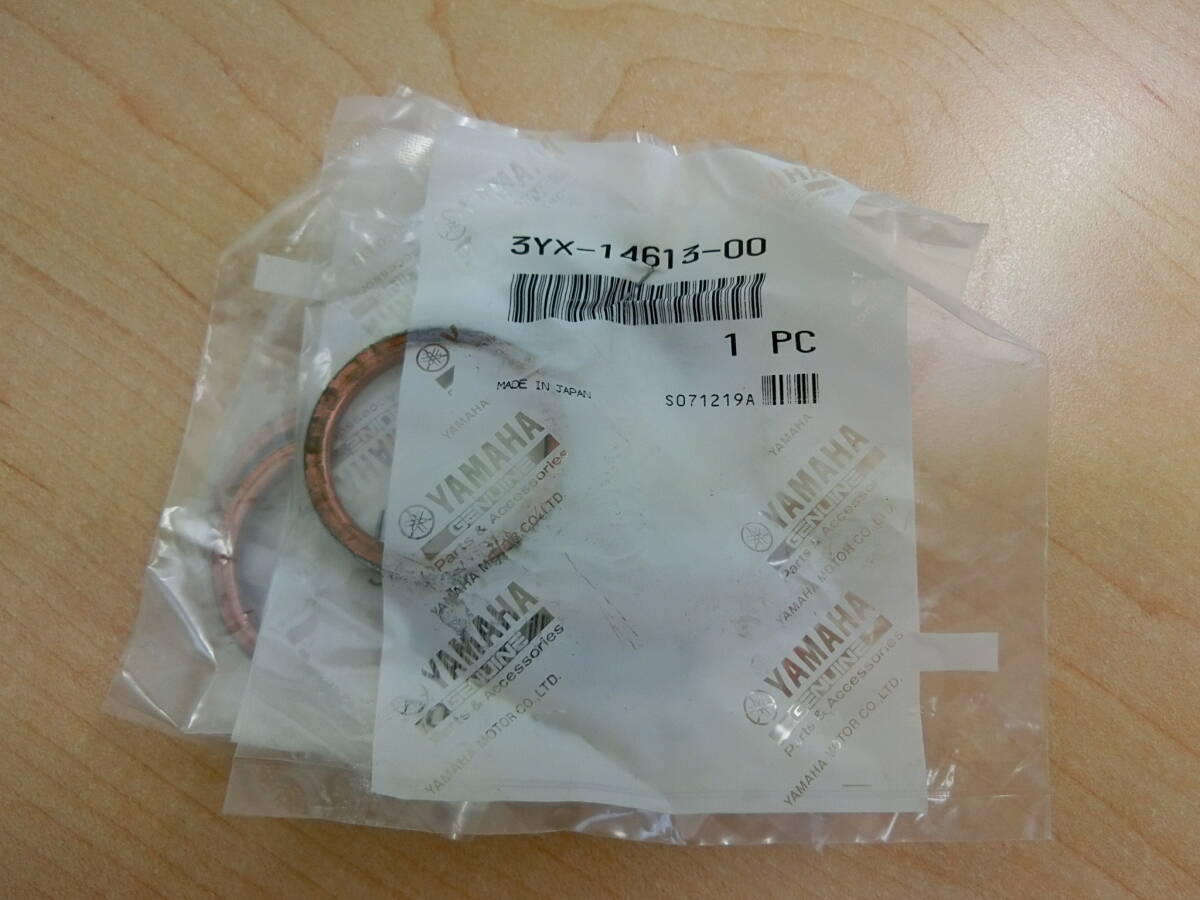 3YX-14613-00
1 PC
MADE IN JAPAN
S071219A
YAMAHA
YAMAHA
GENUINE
Parts & Accessories
YAMAHA MOTOR CO.,LTD.
YAMAHA
GENUINE
Parts & Accessories
YAMAHA MOTOR CO.,LTD.
YAMAHA
YAMAHA
GENUINE
Parts & Accessories
YAMAHA MOTOR CO.,LTD.
YAMAHA
GENUINE
Parts & Accessories
YAMAHA MOTOR CO.,LTD.